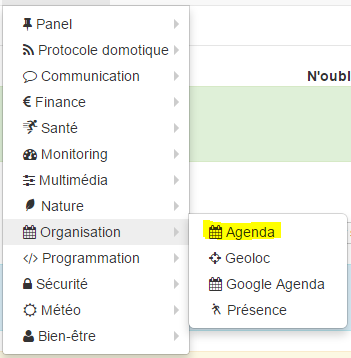 Panel
Protocole domotique
Communication
N'oubl
Finance
Santé
Monitoring
Multimédia
Nature
Organisation
Agenda
Geoloc
Programmation
Google Agenda
Sécurité
Présence
Météo
Bien-être